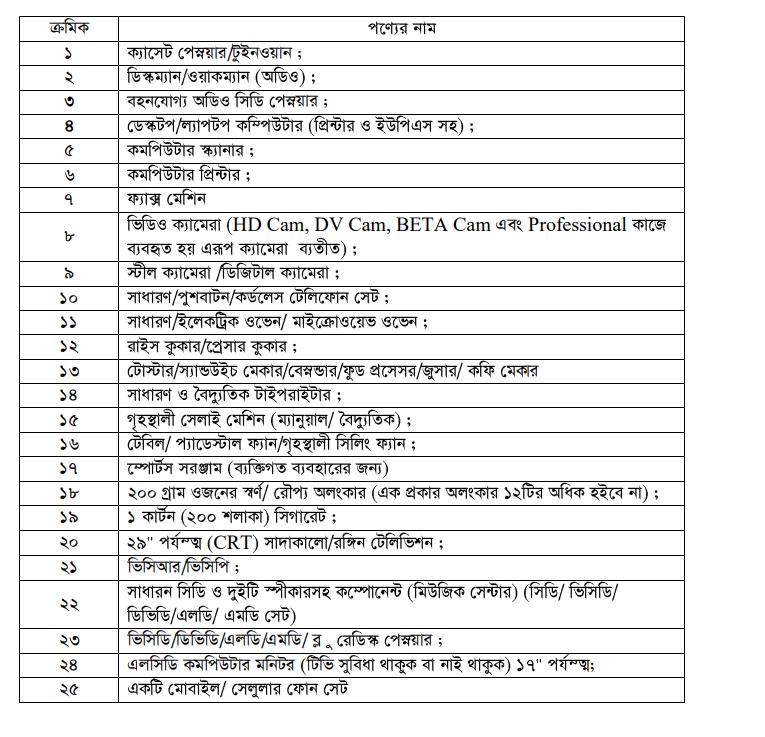 ক্রমিক পণ্যের নাম
১ ক্যাসেট পেস্নয়ার/টুইনওয়ান ;
২ ডিস্কম্যান/ওয়াকম্যান (অডিও) ;
৩ বহনযোগ্য অডিও সিডি পেস্নয়ার ;
৪ ডেস্কটপ/ল্যাপটপ কম্পিউটার (প্রিন্টার ও ইউপিএস সহ) ;
৫ কমপিউটার স্ক্যানার ;
৬ কমপিউটার প্রিন্টার ;
৭ ফ্যাক্স মেশিন
৮ ভিডিও ক্যামেরা (HD Cam, DV Cam, BETA Cam এবং Professional কাজে
ব্যবহৃত হয় এরূপ ক্যামেরা ব্যতীত) ;
৯ স্টীল ক্যামেরা /ডিজিটাল ক্যামেরা ;
১০ সাধারণ/পুশবাটন/কর্ডলেস টেলিফোন সেট ;
১১ সাধারণ/ইলেকট্রিক ওভেন/ মাইক্রোওয়েভ ওভেন ;
১২ রাইস কুকার/প্রেসার কুকার ;
১৩ টোস্টার/স্যান্ডউইচ মেকার/বেস্নন্ডার/ফুড প্রসেসর/জুসার/ কফি মেকার
১৪ সাধারণ ও বৈদ্যুতিক টাইপরাইটার ;
১৫ গৃহস্থালী সেলাই মেশিন (ম্যানুয়াল/ বৈদ্যুতিক) ;
১৬ টেবিল/ প্যাডেস্টাল ফ্যান/গৃহস্থালী সিলিং ফ্যান ;
১৭ স্পোর্টস সরঞ্জাম (ব্যক্তিগত ব্যবহারের জন্য)
১৮ ২০০ গ্রাম ওজনের স্বর্ণ/ রৌপ্য অলংকার (এক প্রকার অলংকার ১২টির অধিক হইবে না) ;
১৯ ১ কার্টন (২০০ শলাকা) সিগারেট ;
২০ ২৯" পর্যমত্ম (CRT) সাদাকালো/রঙ্গিন টেলিভিশন ;
২১ ভিসিআর/ভিসিপি ;
২২ সাধারন সিডি ও দুইটি স্পীকারসহ কম্পোনেন্ট (মিউজিক সেন্টার) (সিডি/ ভিসিডি/
ডিভিডি/এলডি/ এমডি সেট)
২৩ ভিসিডি/ডিভিডি/এলডি/এমডি/ ব্লু রেডিস্ক পেস্নয়ার ;
২৪ এলসিডি কমপিউটার মনিটর (টিভি সুবিধা থাকুক বা নাই থাকুক) ১৭" পর্যমত্ম;
২৫ একটি মোবাইল/ সেলুলার ফোন সেট